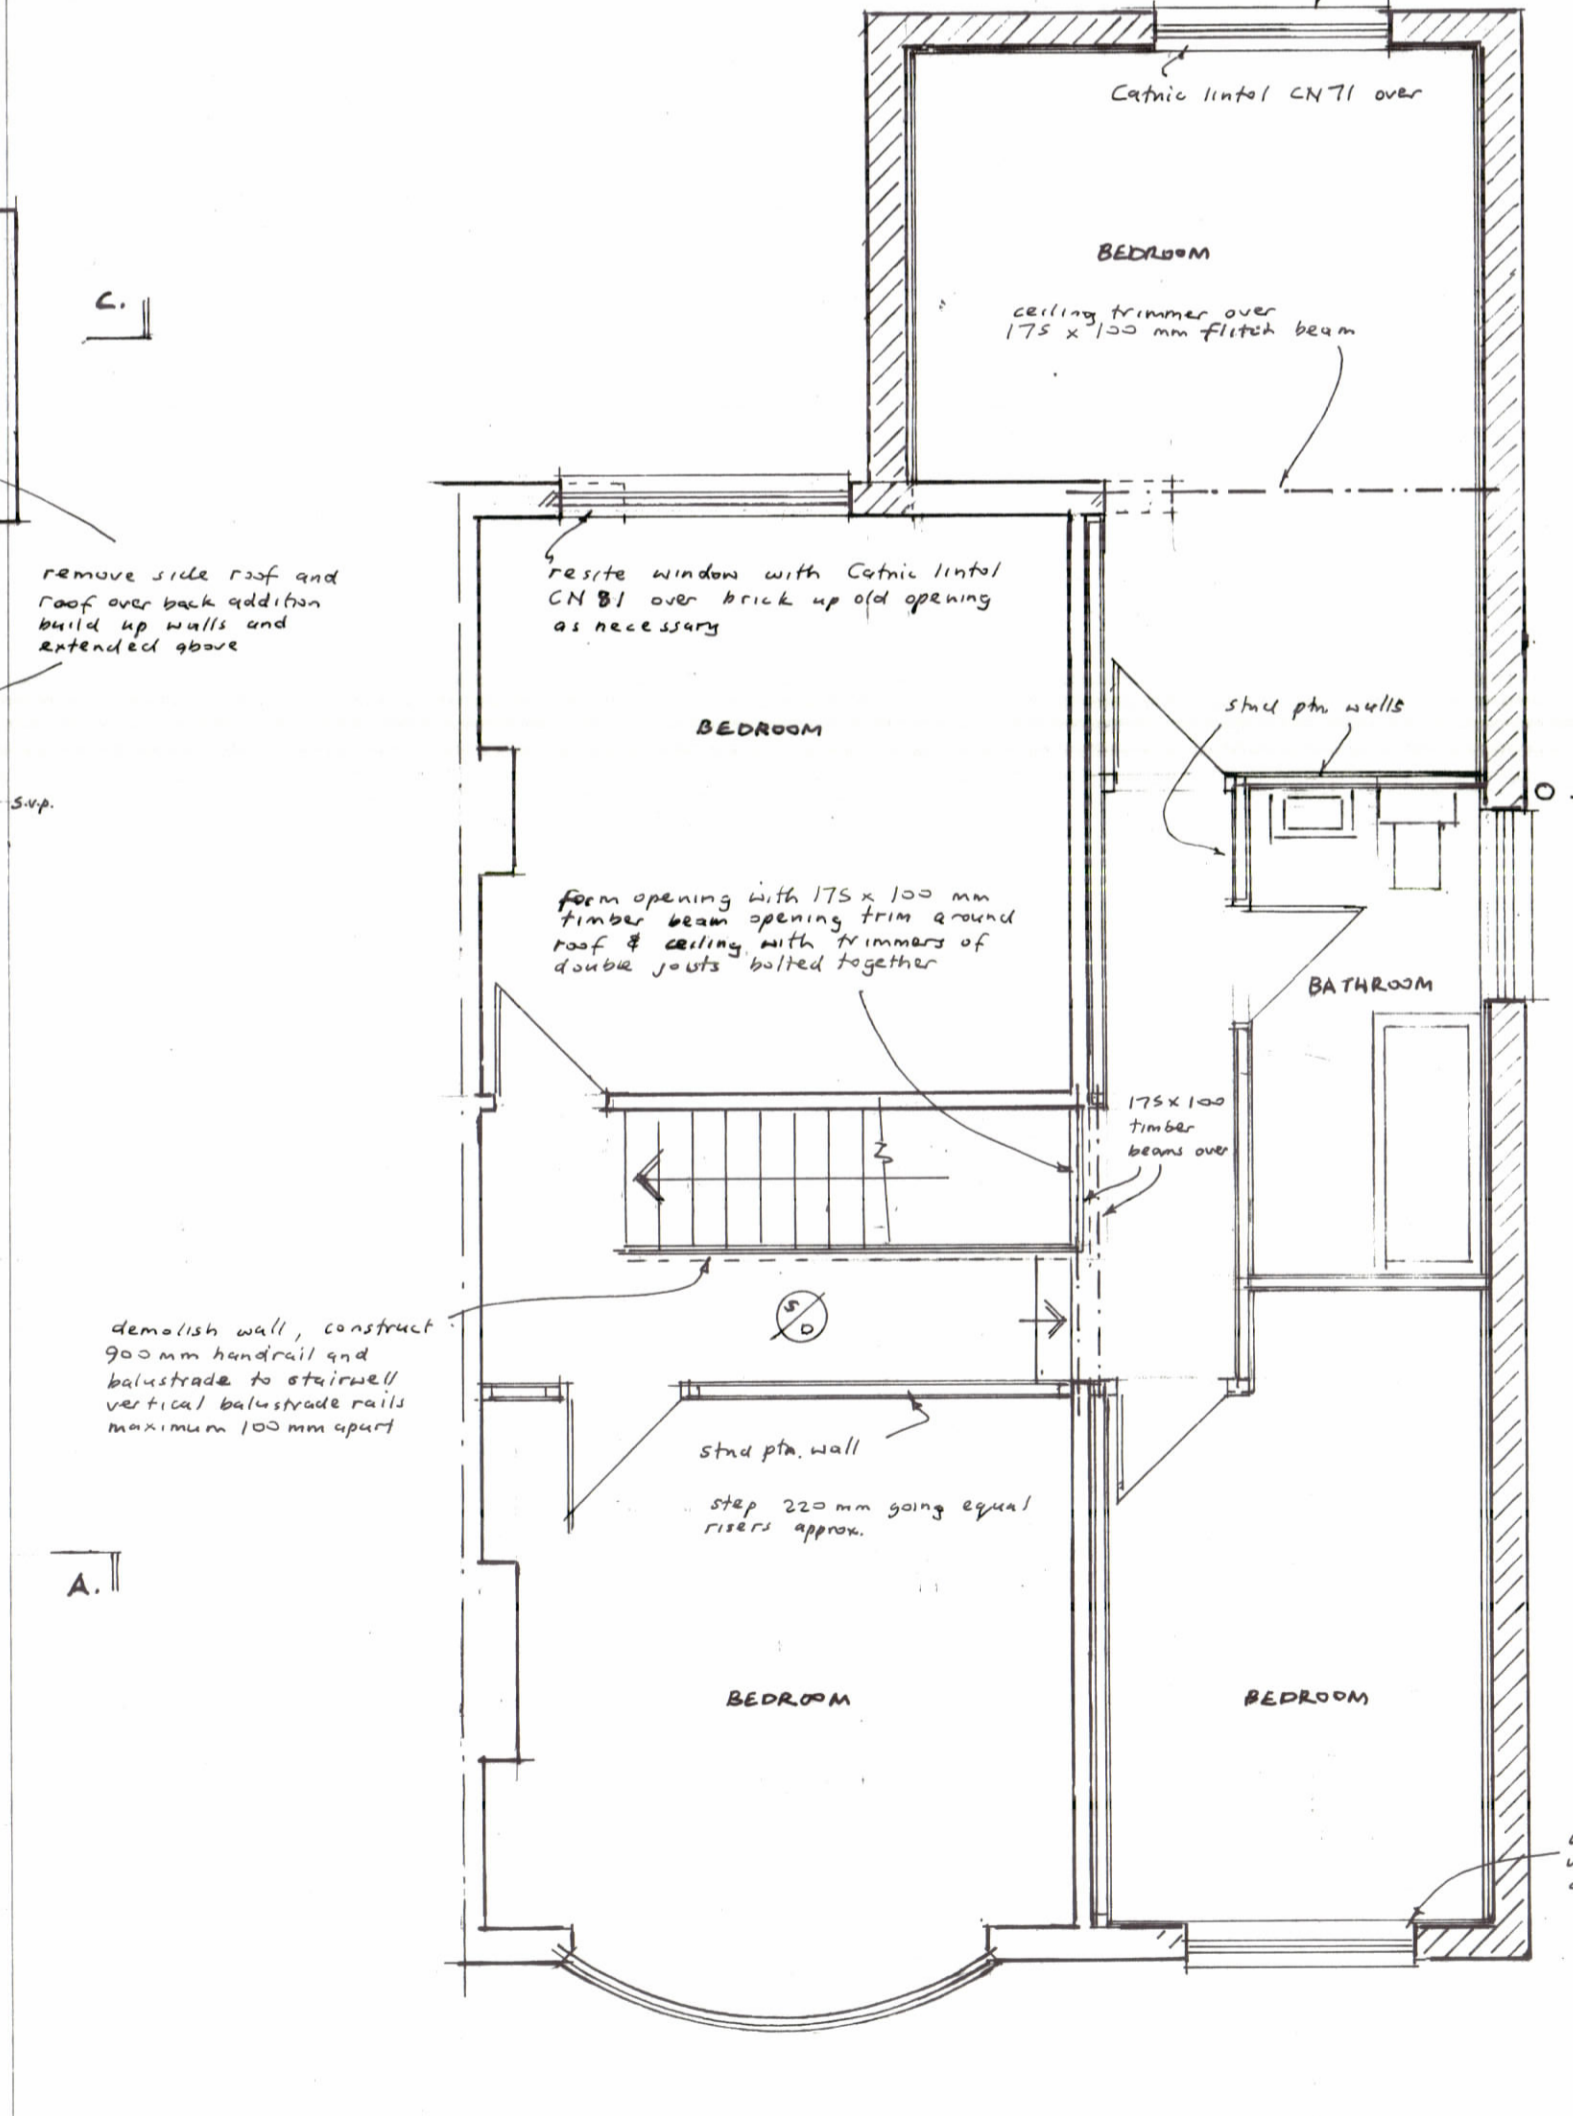 Catnic lintol CN 71 over
BEDROOM
ceiling trimmer over
175 x 100 mm flitch beam
C.
remove side roof and
roof over back addition
build up walls and
extended above
resite window with Catnic lintol
CN 81 over brick up old opening
as necessary
BEDROOM
stud ptn. walls
s.v.p.
form opening with 175 x 100 mm
timber beam opening trim around
roof & ceiling with trimmers of
double joists bolted together
BATHROOM
175 x 100
timber
beams over
S
D
demolish wall, construct
900 mm handrail and
balustrade to stairwell
vertical balustrade rails
maximum 100 mm apart
stud ptn. wall
step 220 mm going equal
risers approx.
A.
BEDROOM
BEDROOM